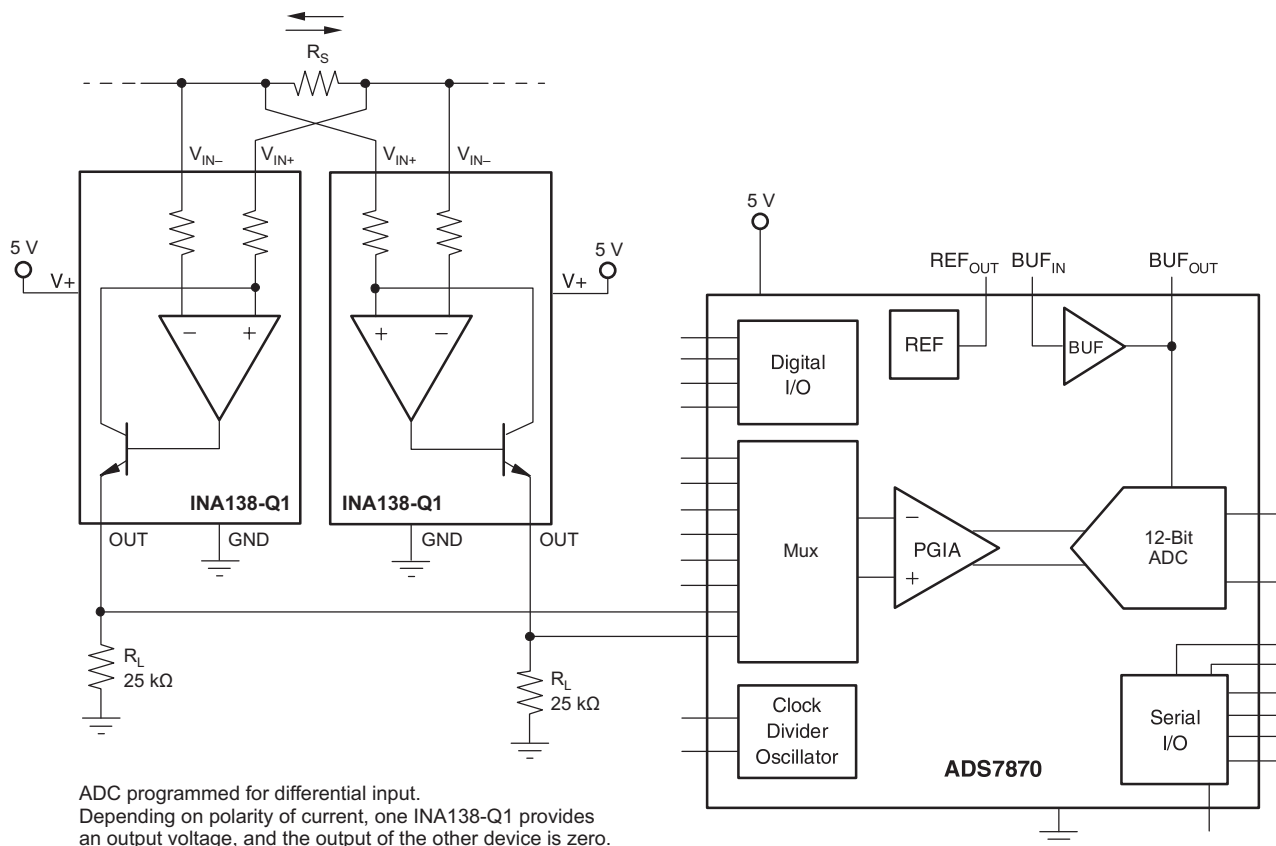 R_S
V_IN–
V_IN+
V_IN+
V_IN–
5 V
V+
V+
5 V
−
+
+
−
INA138-Q1
INA138-Q1
OUT
GND
GND
OUT
R_L
25 kΩ
R_L
25 kΩ
5 V
REF_OUT
BUF_IN
BUF_OUT
Digital
I/O
REF
BUF
Mux
−
PGIA
+
12-Bit
ADC
Clock
Divider
Oscillator
Serial
I/O
ADS7870
ADC programmed for differential input.
Depending on polarity of current, one INA138-Q1 provides
an output voltage, and the output of the other device is zero.